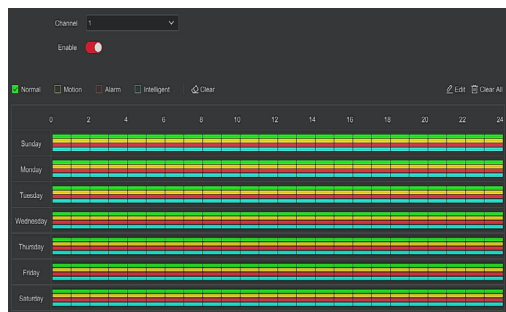 Channel 1
Enable
Normal Motion Alarm Intelligent Clear Edit Clear All
0 2 4 6 8 10 12 14 16 18 20 22 24
Sunday
Monday
Tuesday
Wednesday
Thursday
Friday
Saturday